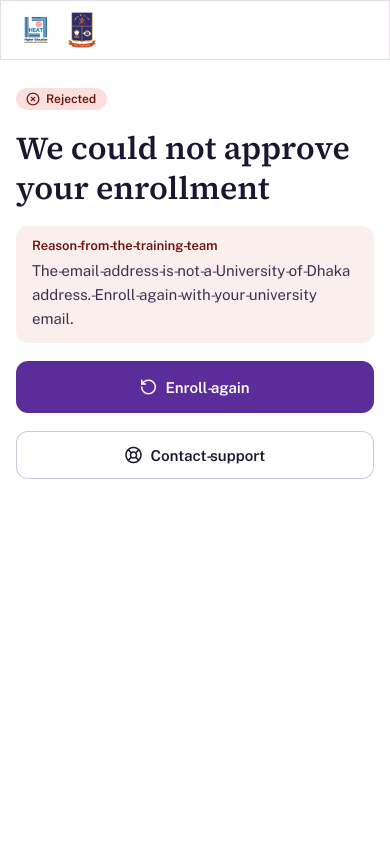 HEAT
Rejected
We could not approve
your enrollment
Reason-from-the-training-team
The-email-address-is-not-a-University-of-Dhaka
address.-Enroll-again-with-your-university
email.
Enroll-again
Contact-support